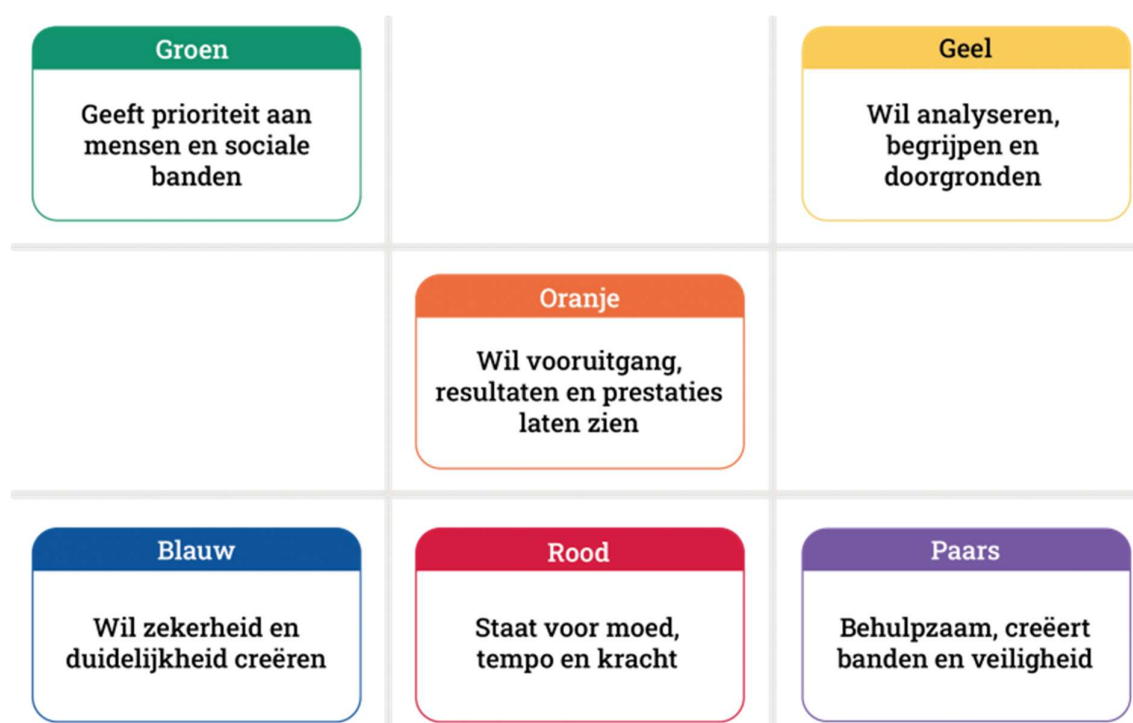 Groen
Geeft prioriteit aan
mensen en sociale
banden
Geel
Wil analyseren,
begrijpen en
doorgronden
Oranje
Wil vooruitgang,
resultaten en prestaties
laten zien
Blauw
Wil zekerheid en
duidelijkheid creëren
Rood
Staat voor moed,
tempo en kracht
Paars
Behulpzaam, creëert
banden en veiligheid